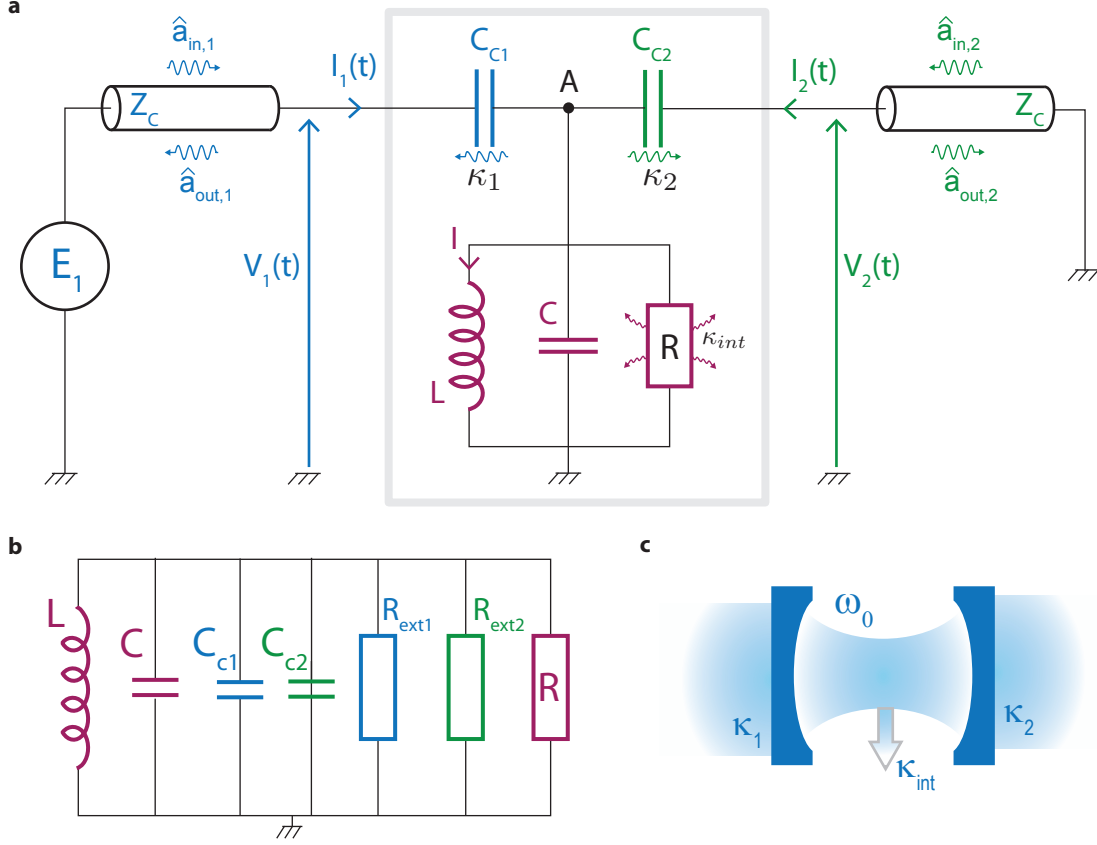 a
â_in,1
I_1(t)
C_C1
C_C2
A
I_2(t)
â_in,2
Z_C
Z_C
â_out,1
κ_1
κ_2
â_out,2
E_1
V_1(t)
I
C
L
R
κ_int
V_2(t)
b
L
C
C_c1
C_c2
R_ext1
R_ext2
R
c
ω_0
κ_1
κ_2
κ_int